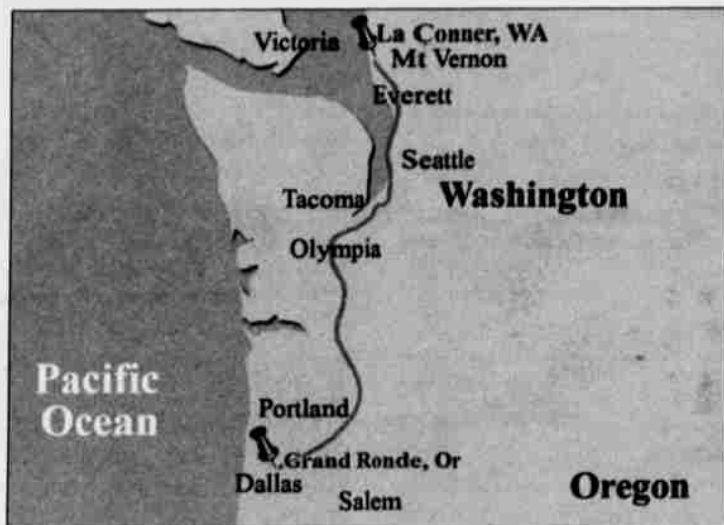 Victoria
La Conner, WA
Mt Vernon
Everett
Seattle
Washington
Tacoma
Olympia
Pacific
Ocean
Portland
Grand Ronde, Or
Dallas
Salem
Oregon